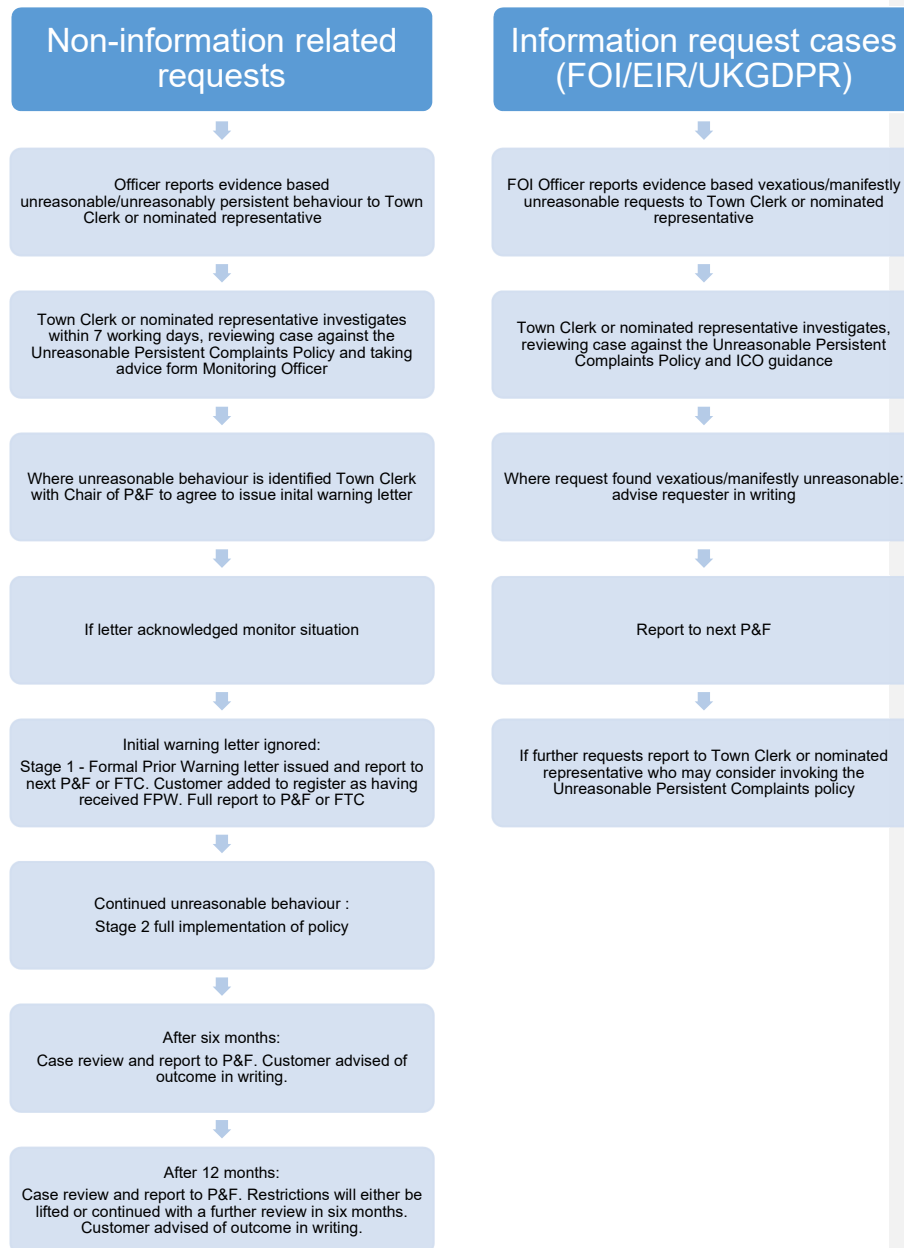 Non-information related
requests
Officer reports evidence based
unreasonable/unreasonably persistent behaviour to Town
Clerk or nominated representative
Town Clerk or nominated representative investigates
within 7 working days, reviewing case against the
Unreasonable Persistent Complaints Policy and taking
advice form Monitoring Officer
Where unreasonable behaviour is identified Town Clerk
with Chair of P&F to agree to issue inital warning letter
If letter acknowledged monitor situation
Initial warning letter ignored:
Stage 1 - Formal Prior Warning letter issued and report to
next P&F or FTC. Customer added to register as having
received FPW. Full report to P&F or FTC
Continued unreasonable behaviour :
Stage 2 full implementation of policy
After six months:
Case review and report to P&F. Customer advised of
outcome in writing.
After 12 months:
Case review and report to P&F. Restrictions will either be
lifted or continued with a further review in six months.
Customer advised of outcome in writing.
Information request cases
(FOI/EIR/UKGDPR)
FOI Officer reports evidence based vexatious/manifestly
unreasonable requests to Town Clerk or nominated
representative
Town Clerk or nominated representative investigates,
reviewing case against the Unreasonable Persistent
Complaints Policy and ICO guidance
Where request found vexatious/manifestly unreasonable:
advise requester in writing
Report to next P&F
If further requests report to Town Clerk or nominated
representative who may consider invoking the
Unreasonable Persistent Complaints policy